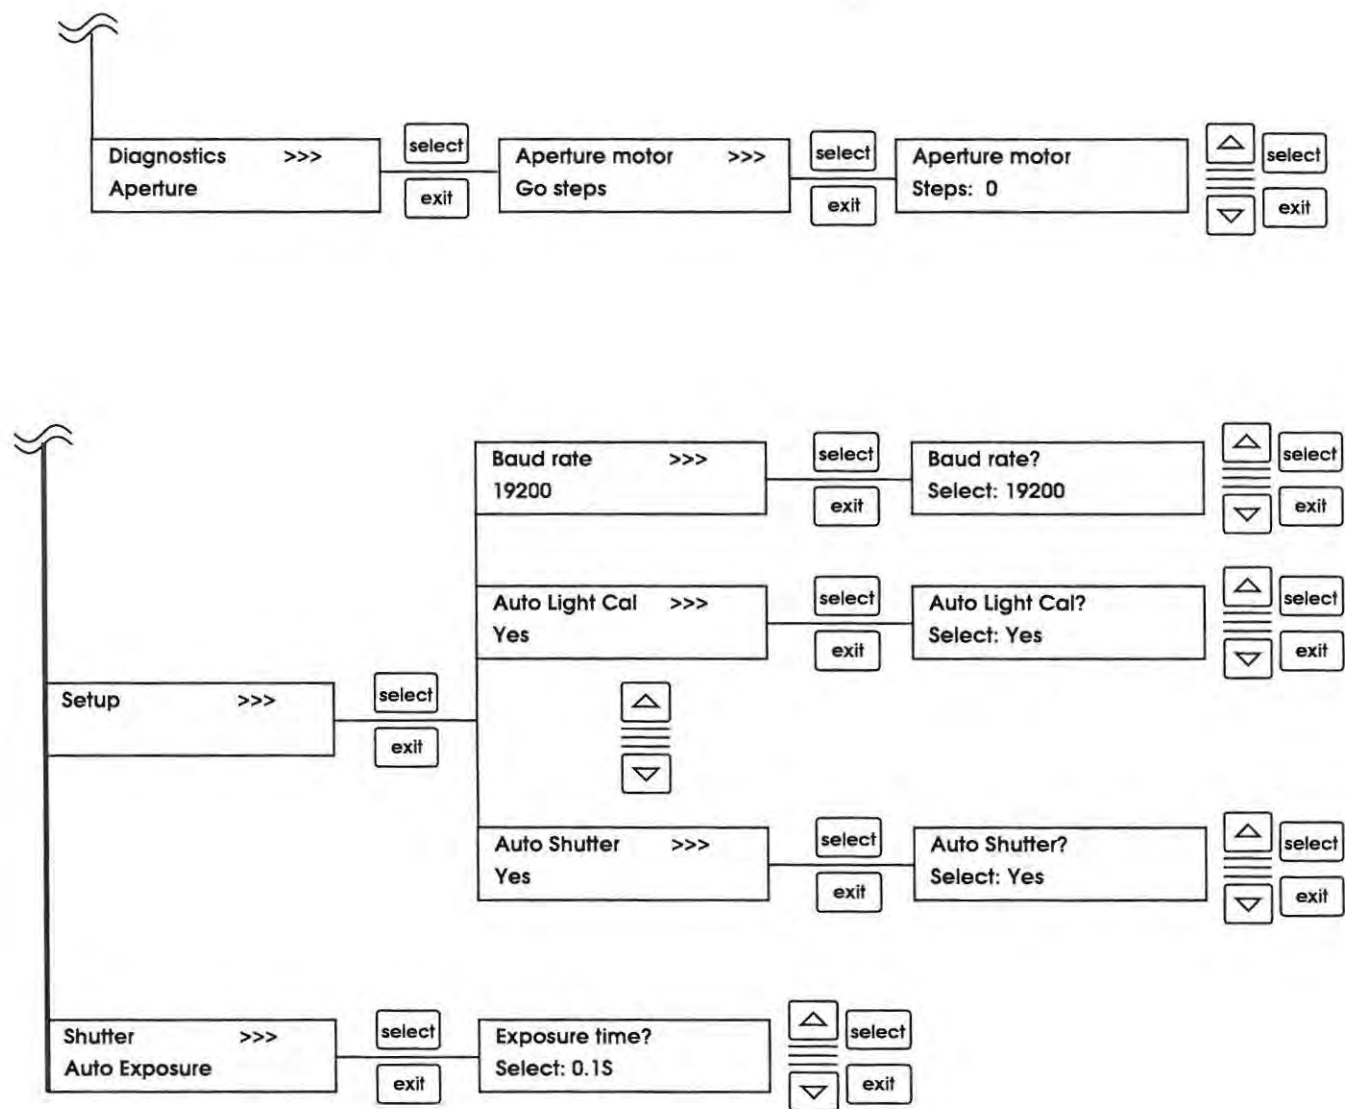 Diagnostics >>>
Aperture
select
exit
Aperture motor >>>
Go steps
select
exit
Aperture motor
Steps: 0
select
exit
Baud rate >>>
19200
select
exit
Baud rate?
Select: 19200
select
exit
Auto Light Cal >>>
Yes
select
exit
Auto Light Cal?
Select: Yes
select
exit
Setup >>>
select
exit
Auto Shutter >>>
Yes
select
exit
Auto Shutter?
Select: Yes
select
exit
Shutter >>>
Auto Exposure
select
exit
Exposure time?
Select: 0.1S
select
exit